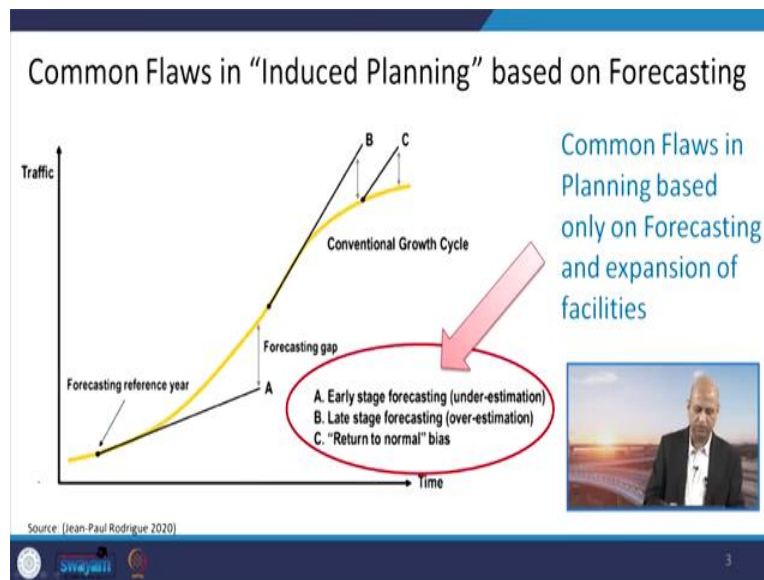 Common Flaws in “Induced Planning” based on Forecasting
Traffic
B
C
Conventional Growth Cycle
Forecasting gap
Forecasting reference year
A
A. Early stage forecasting (under-estimation)
B. Late stage forecasting (over-estimation)
C. “Return to normal” bias
Time
Common Flaws in
Planning based
only on Forecasting
and expansion of
facilities
Source: (Jean-Paul Rodrigue 2020)
swayam
3